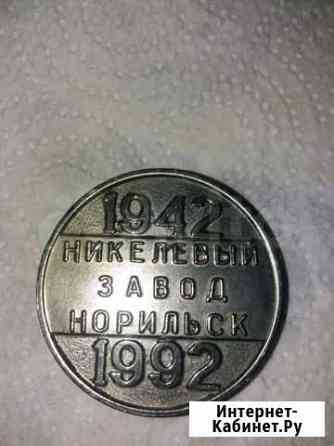 1942
НИКЕЛЕВЫЙ
ЗАВОД
НОРИЛЬСК
1992
Интернет-
Кабинет.Ру